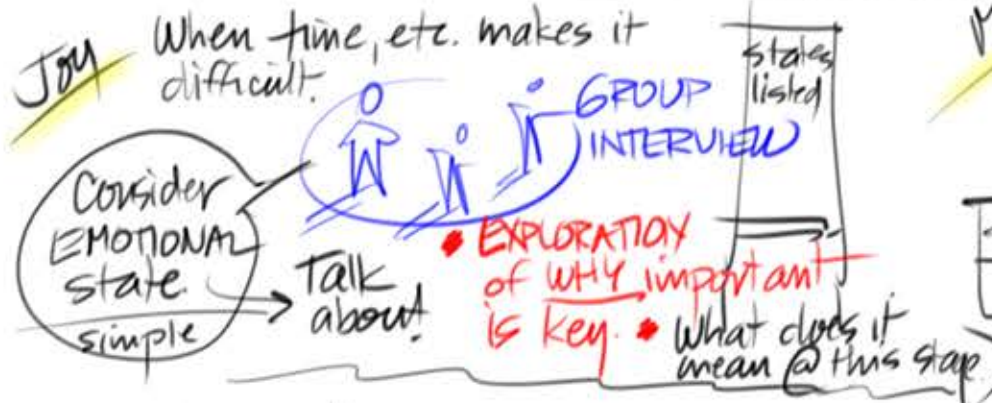 Joy
When time, etc. makes it
difficult.
GROUP
INTERVIEW
states
listed
Consider
EMOTIONAL
state
simple
Talk
about
• EXPLORATION
of WHY important
is key.
• What does it
mean @ this step